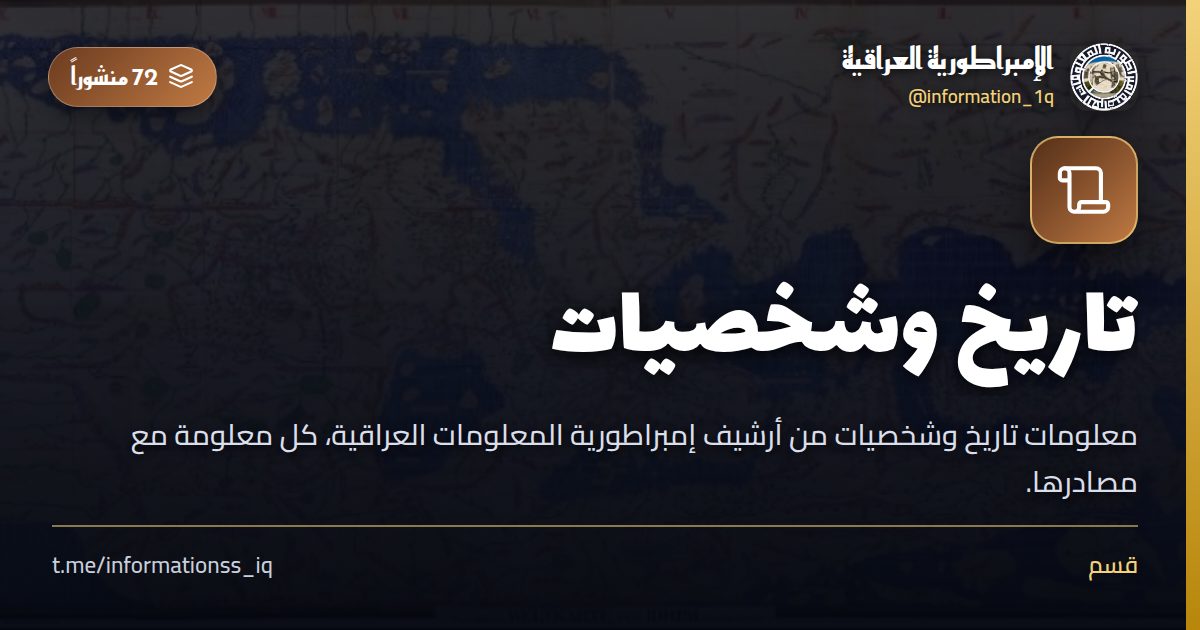 الإمبراطورية العراقية
@information_1q
72 منشوراً
تاريخ وشخصيات
معلومات تاريخ وشخصيات من أرشيف إمبراطورية المعلومات العراقية، كل معلومة مع
مصادرها.
قسم
t.me/informationss_iq